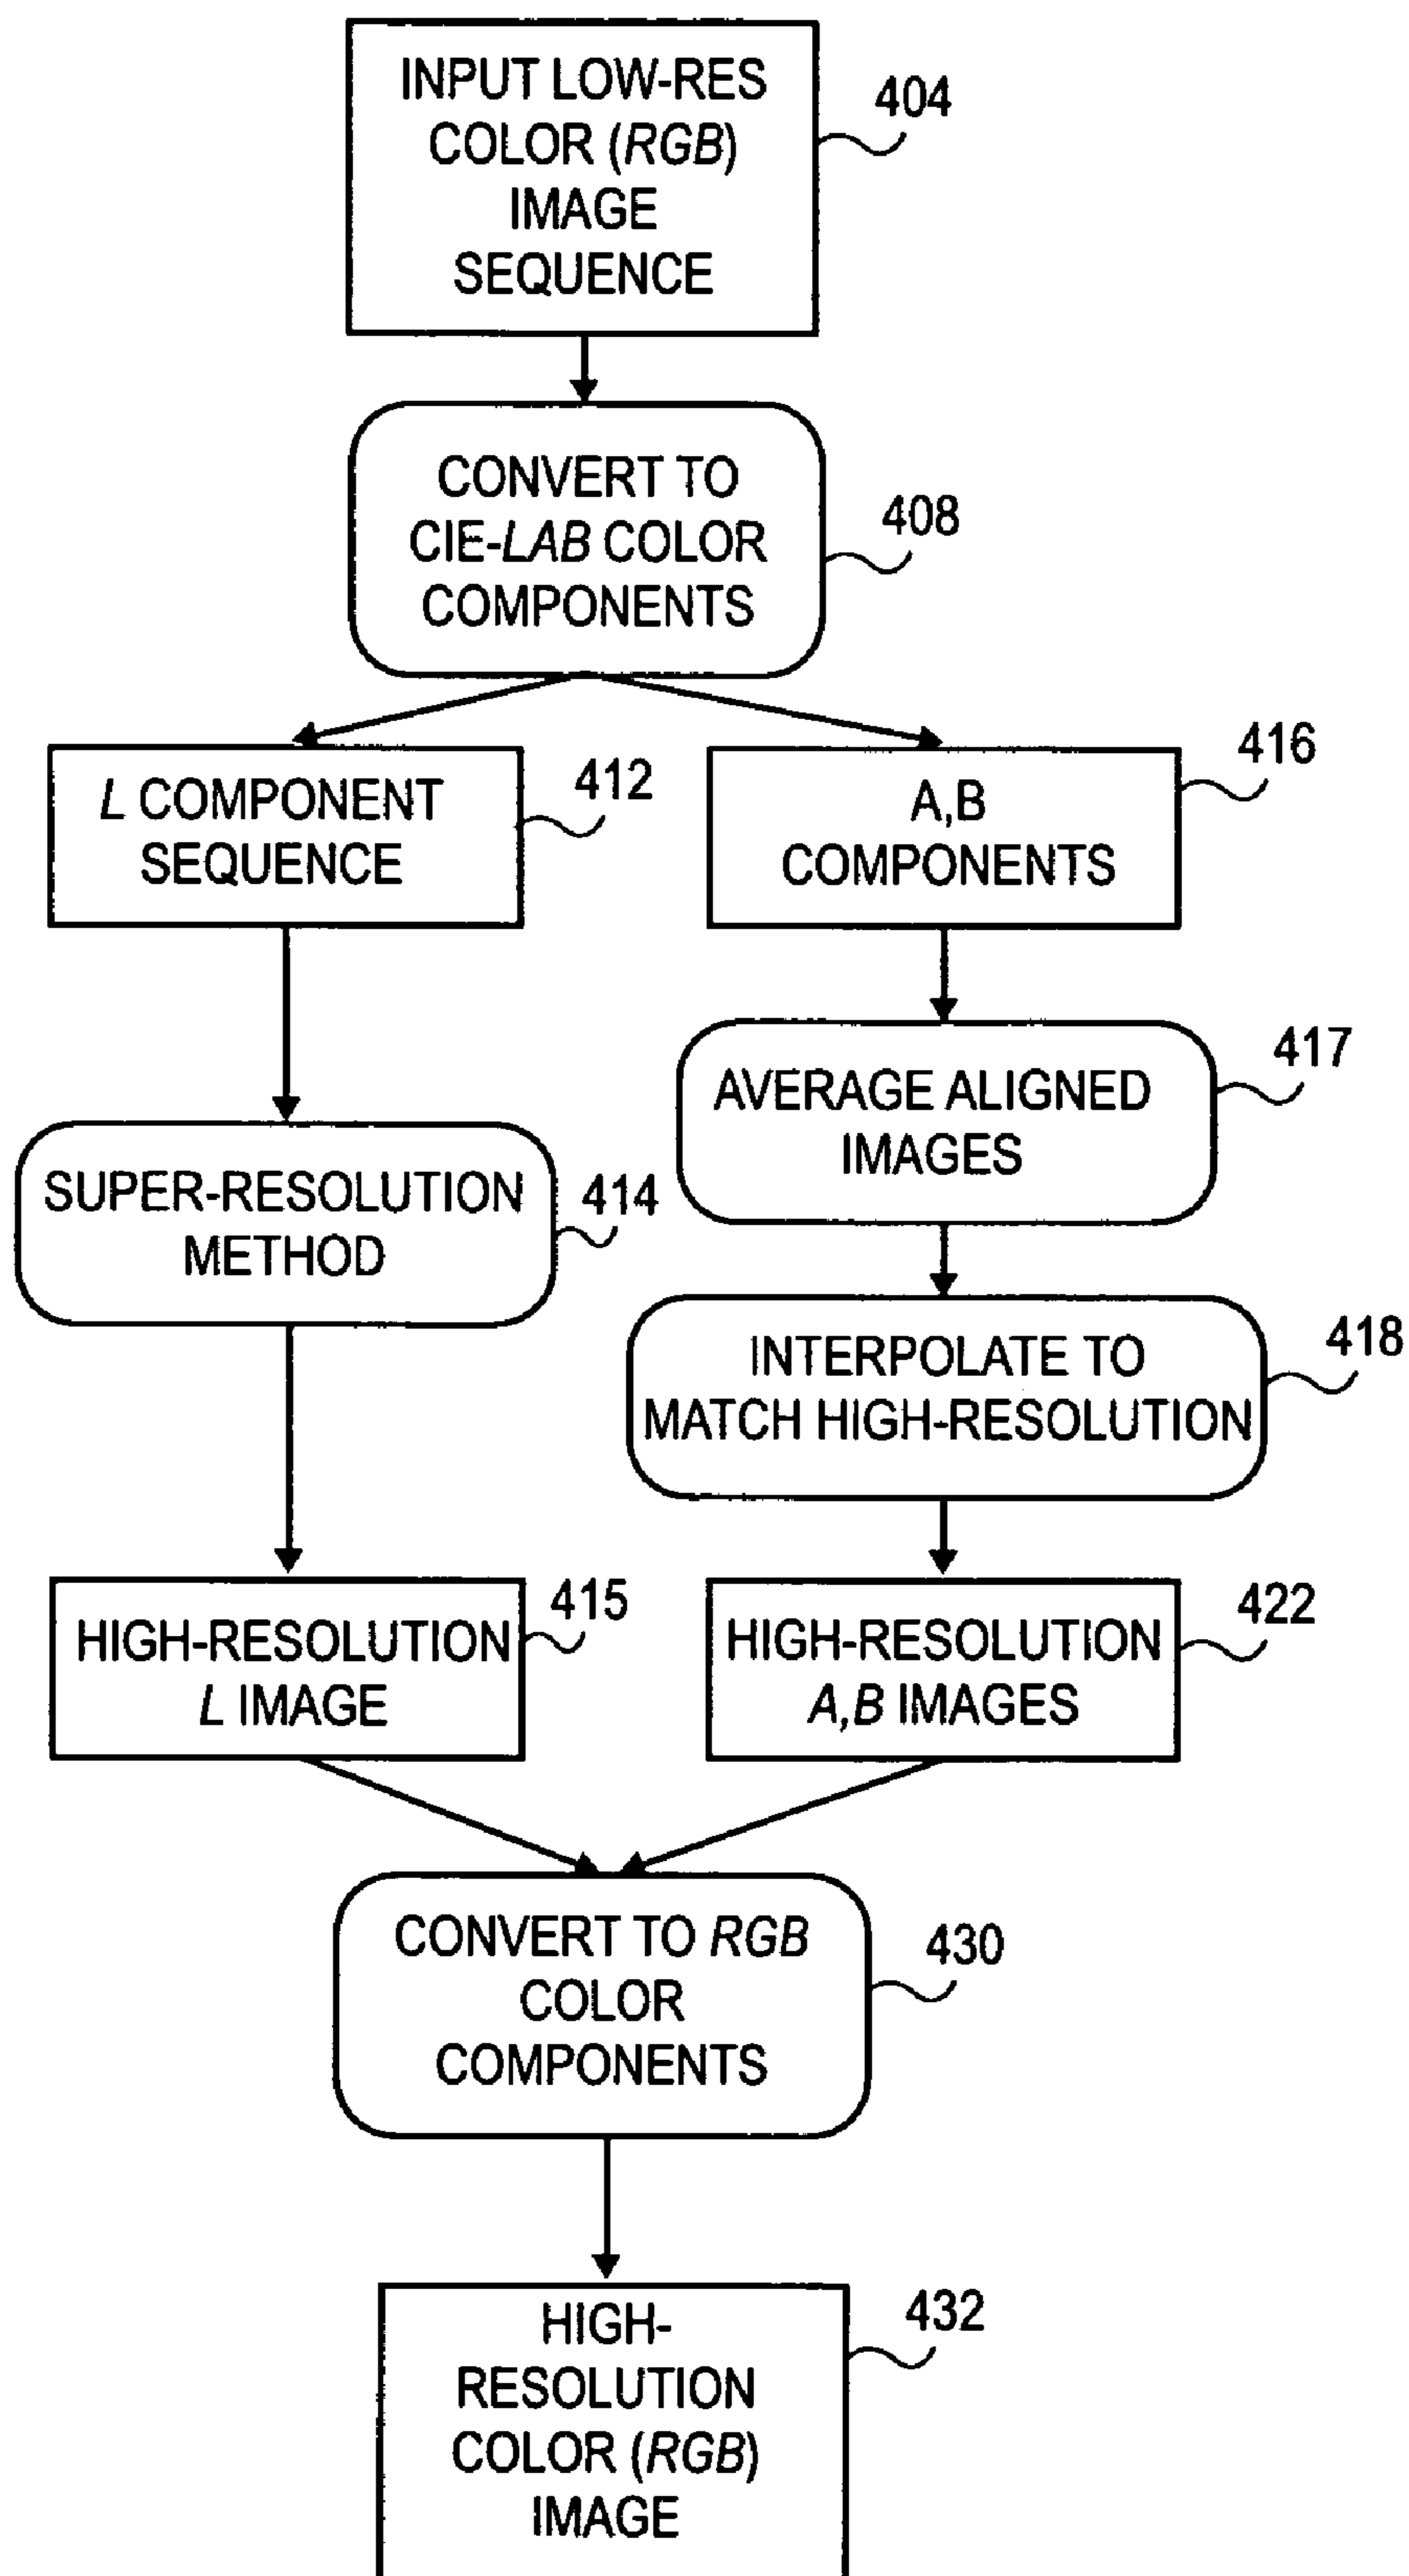 INPUT LOW-RES
COLOR (RGB)
IMAGE
SEQUENCE
404
CONVERT TO
CIE-LAB COLOR
COMPONENTS
408
L COMPONENT
SEQUENCE
412
A,B
COMPONENTS
416
AVERAGE ALIGNED
IMAGES
417
SUPER-RESOLUTION
METHOD
414
INTERPOLATE TO
MATCH HIGH-RESOLUTION
418
HIGH-RESOLUTION
L IMAGE
415
HIGH-RESOLUTION
A,B IMAGES
422
CONVERT TO RGB
COLOR
COMPONENTS
430
HIGH-
RESOLUTION
COLOR (RGB)
IMAGE
432